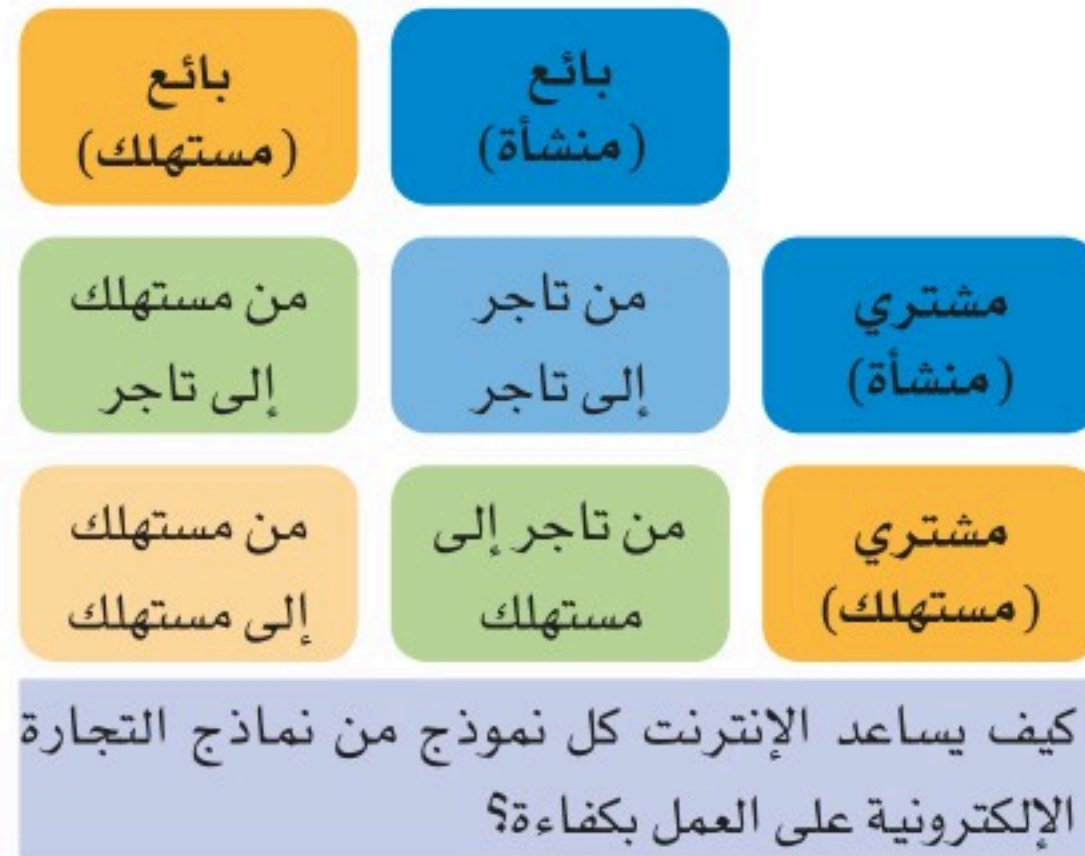 بائع
(منشأة)
بائع
(مستهلك)
مشتري
(منشأة)
من تاجر
إلى تاجر
من مستهلك
إلى تاجر
مشتري
(مستهلك)
من تاجر إلى
مستهلك
من مستهلك
إلى مستهلك
كيف يساعد الإنترنت كل نموذج من نماذج التجارة
الإلكترونية على العمل بكفاءة؟